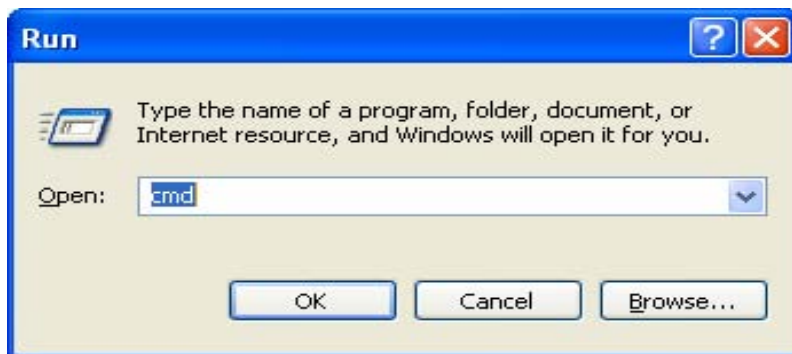 Run
Type the name of a program, folder, document, or
Internet resource, and Windows will open it for you.
Open: cmd
OK Cancel Browse...